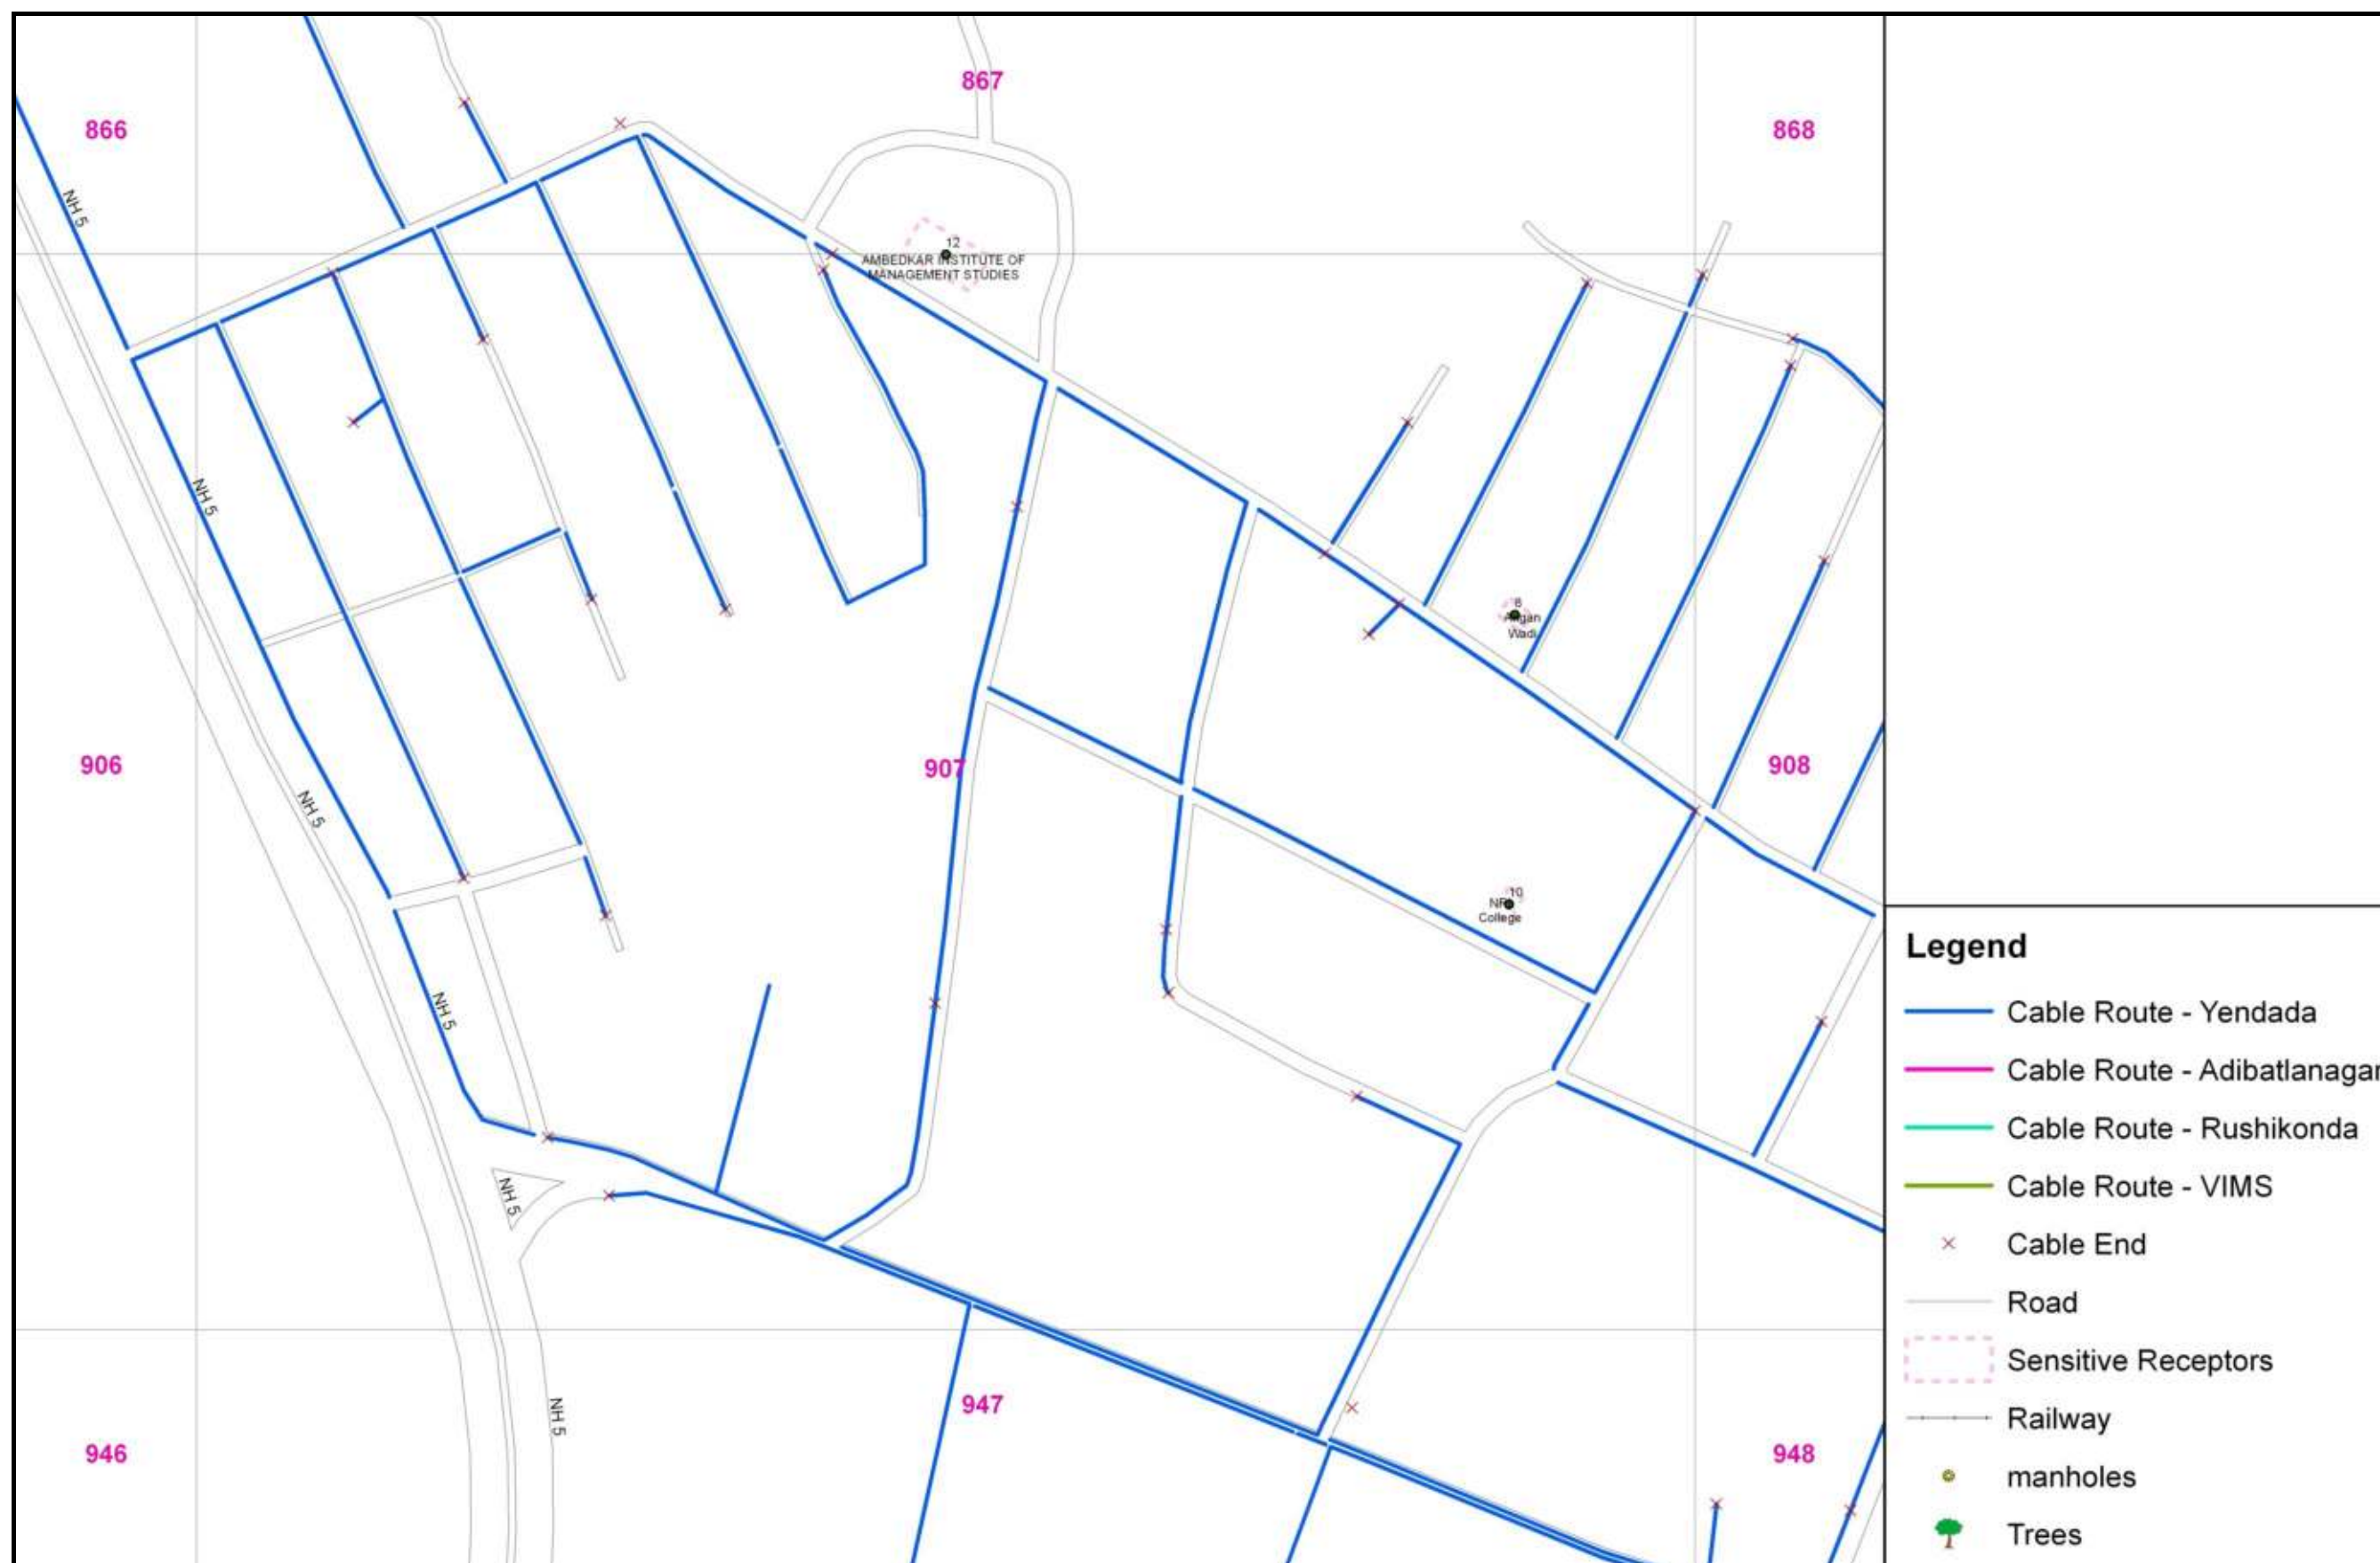 867
866
868
NH 5
12
AMBEDKAR INSTITUTE OF
MANAGEMENT STUDIES
NH 5
8
Angan
Wadi
906
907
908
NH 5
10
NRI
College
NH 5
NH 5
NH 5
947
946
948
Legend
Cable Route - Yendada
Cable Route - Adibatlanagar
Cable Route - Rushikonda
Cable Route - VIMS
Cable End
Road
Sensitive Receptors
Railway
manholes
Trees